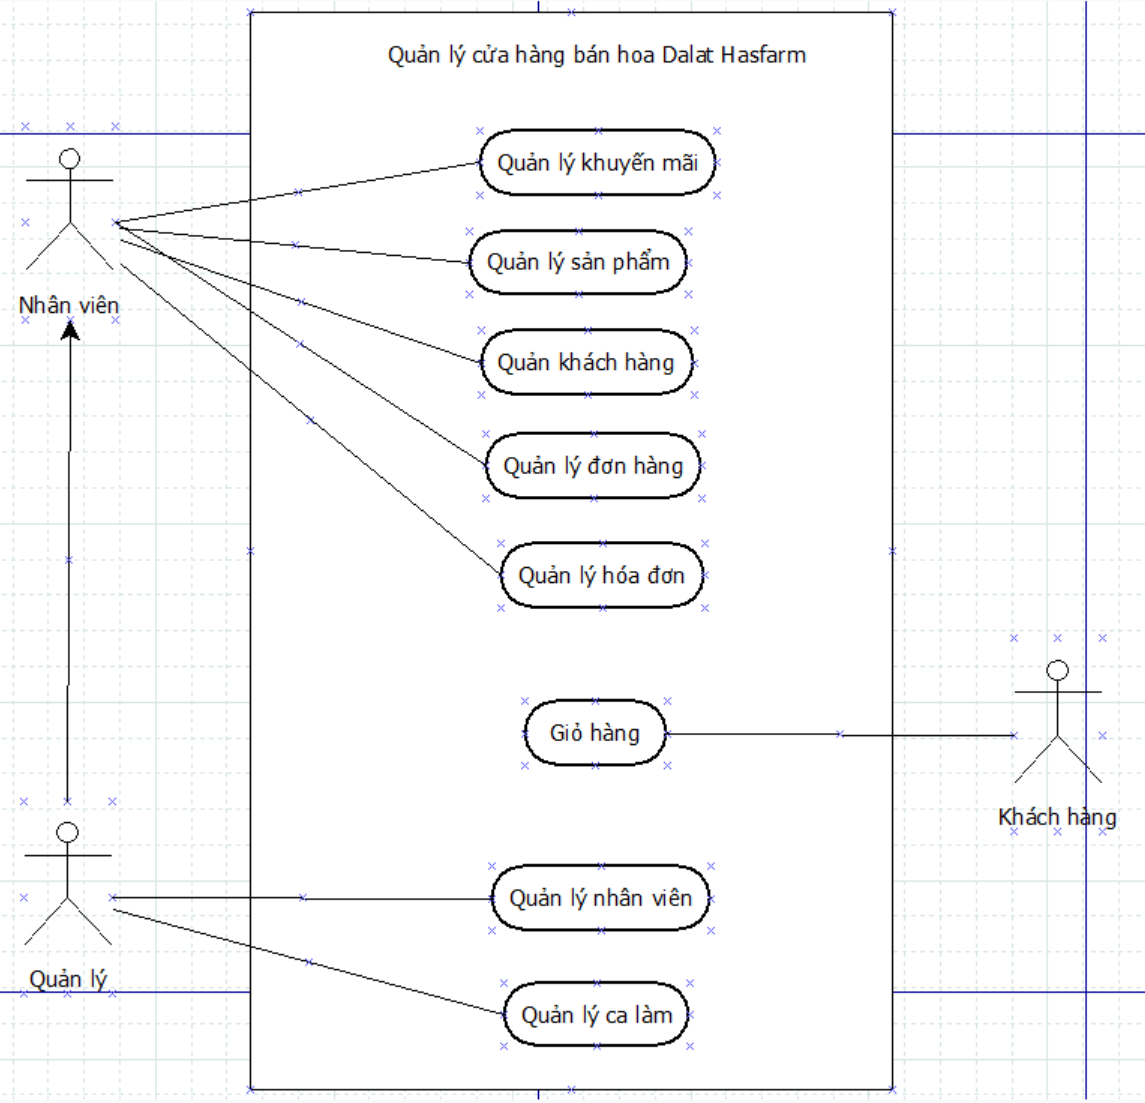 Quản lý cửa hàng bán hoa Dalat Hasfarm
Quản lý khuyến mãi
Quản lý sản phẩm
Nhân viên
Quản khách hàng
Quản lý đơn hàng
Quản lý hóa đơn
Giỏ hàng
Khách hàng
Quản lý nhân viên
Quản lý
Quản lý ca làm